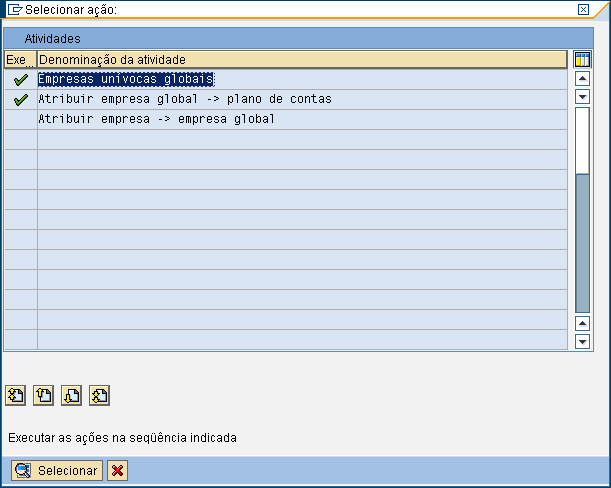 Selecionar ação:
Atividades
Exe... Denominação da atividade
Empresas unívocas globais
Atribuir empresa global -> plano de contas
Atribuir empresa -> empresa global
Executar as ações na seqüência indicada
Selecionar